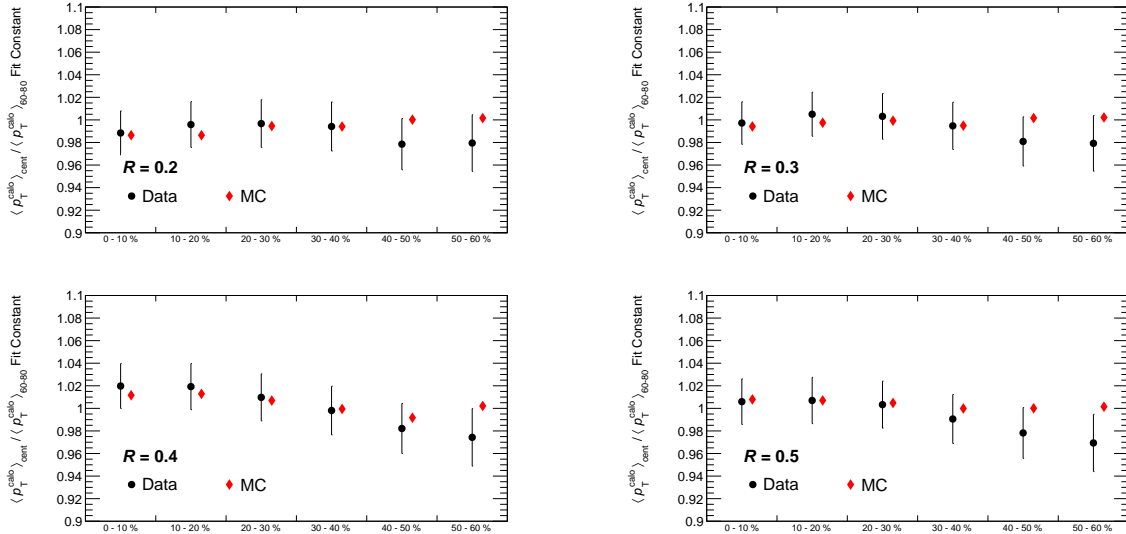 ⟨ p_T^calo ⟩_cent / ⟨ p_T^calo ⟩_60-80 Fit Constant
1.1
1.08
1.06
1.04
1.02
1
0.98
0.96
0.94
0.92
0.9
R = 0.2
Data MC
0 - 10 % 10 - 20 % 20 - 30 % 30 - 40 % 40 - 50 % 50 - 60 %
⟨ p_T^calo ⟩_cent / ⟨ p_T^calo ⟩_60-80 Fit Constant
1.1
1.08
1.06
1.04
1.02
1
0.98
0.96
0.94
0.92
0.9
R = 0.3
Data MC
0 - 10 % 10 - 20 % 20 - 30 % 30 - 40 % 40 - 50 % 50 - 60 %
⟨ p_T^calo ⟩_cent / ⟨ p_T^calo ⟩_60-80 Fit Constant
1.1
1.08
1.06
1.04
1.02
1
0.98
0.96
0.94
0.92
0.9
R = 0.4
Data MC
0 - 10 % 10 - 20 % 20 - 30 % 30 - 40 % 40 - 50 % 50 - 60 %
⟨ p_T^calo ⟩_cent / ⟨ p_T^calo ⟩_60-80 Fit Constant
1.1
1.08
1.06
1.04
1.02
1
0.98
0.96
0.94
0.92
0.9
R = 0.5
Data MC
0 - 10 % 10 - 20 % 20 - 30 % 30 - 40 % 40 - 50 % 50 - 60 %